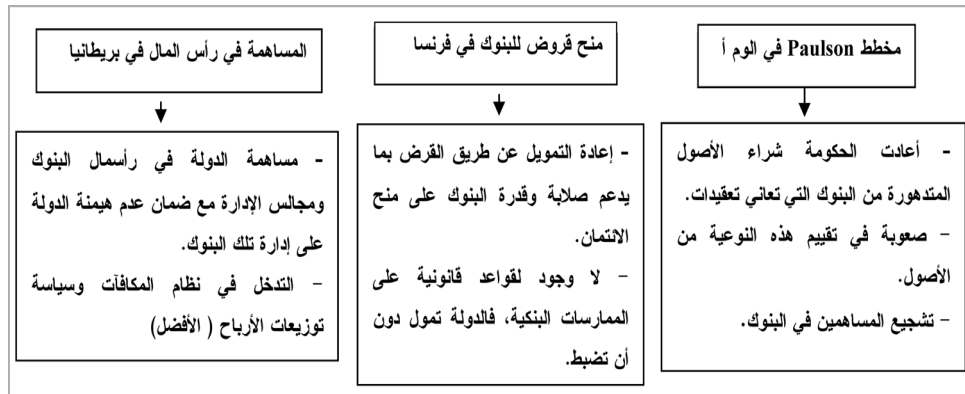 مخطط Paulson في الوم أ
- أعادت الحكومة شراء الأصول
المتدهورة من البنوك التي تعاني تعقيدات.
- صعوبة في تقييم هذه النوعية من
الأصول.
- تشجيع المساهمين في البنوك.
منح قروض للبنوك في فرنسا
- إعادة التمويل عن طريق القرض بما
يدعم صلابة وقدرة البنوك على منح
الائتمان.
- لا وجود لقواعد قانونية على
الممارسات البنكية، فالدولة تمول دون
أن تضبط.
المساهمة في رأس المال في بريطانيا
- مساهمة الدولة في رأسمال البنوك
ومجالس الإدارة مع ضمان عدم هيمنة الدولة
على إدارة تلك البنوك.
- التدخل في نظام المكافآت وسياسة
توزيعات الأرباح ( الأفضل)